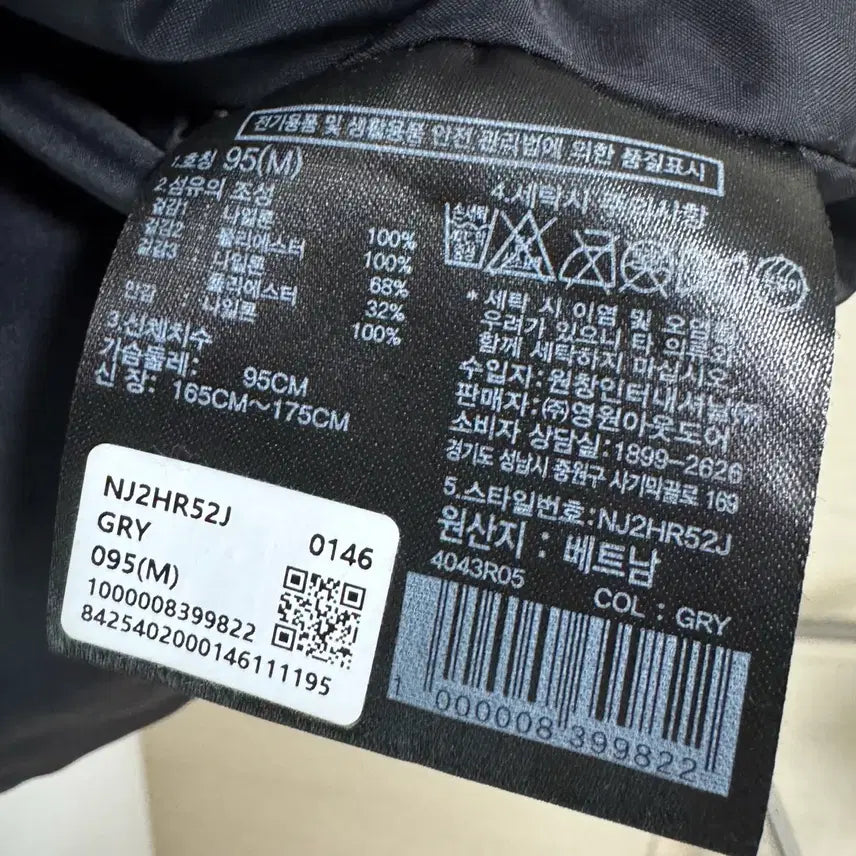 전기용품 및 생활용품 안전 관리법에 의한 품질표시
1.호칭 95(M)
2.섬유의 조성
겉감1 : 나일론 100%
겉감2 : 폴리에스터 100%
겉감3 : 나일론 68%
폴리에스터 32%
안감 : 나일론 100%
3.신체치수
가슴둘레: 95CM
신 장: 165CM~175CM
4.세탁시 주의사항
손세탁
* 세탁 시 이염 및 오염
우려가 있으니 타 의류와
함께 세탁하지 마십시오.
수입자:원창인터내셔널㈜
판매자:㈜영원아웃도어
소비자 상담실:1899-2626
경기도 성남시 중원구 사기막골로 169
5.스타일번호:NJ2HR52J
원산지 : 베트남
4043R05
COL : GRY
1 000008 399822
NJ2HR52J
GRY 0146
095(M)
1000008399822
8425402000146111195